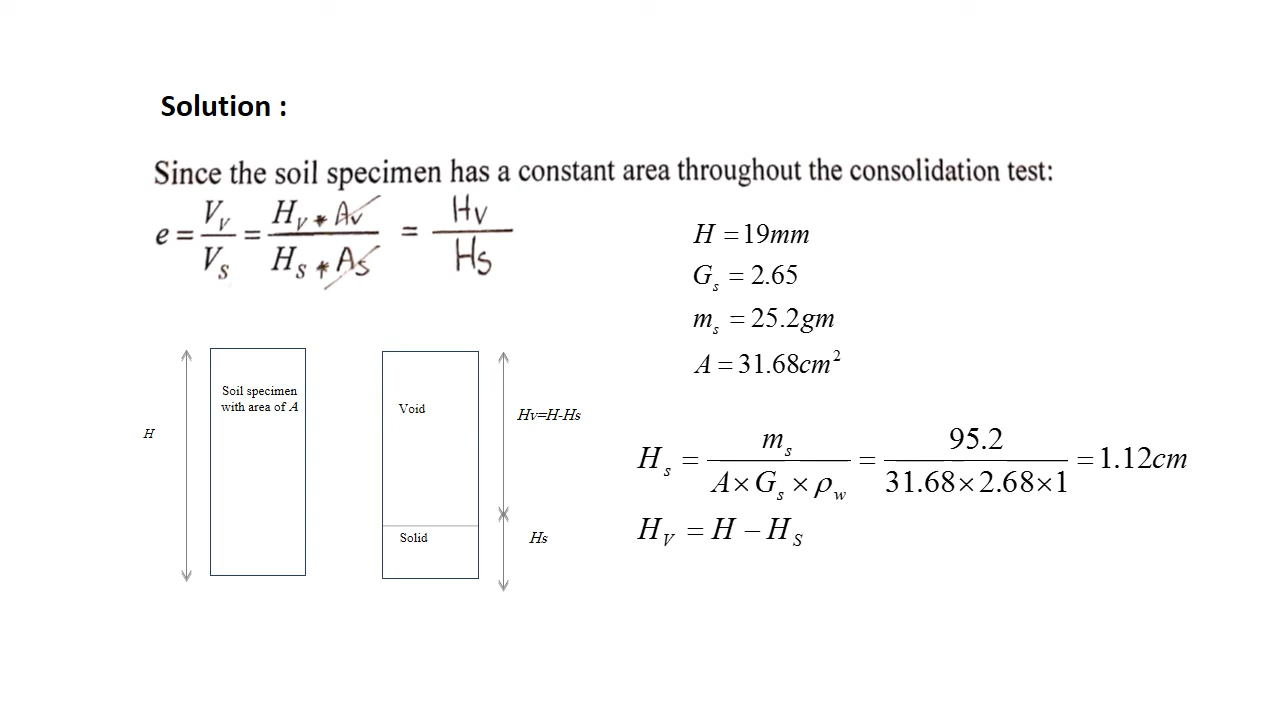 Solution :
Since the soil specimen has a constant area throughout the consolidation test:
e = V_v / V_S = H_v * A_v / H_S * A_S = H_v / H_S
H = 19mm
G_s = 2.65
m_s = 25.2gm
A = 31.68cm²
H
Soil specimen
with area of A
Void
Hv=H-Hs
Solid
Hs
H_s = m_s / A × G_s × ρ_w = 95.2 / 31.68 × 2.68 × 1 = 1.12cm
H_V = H − H_S